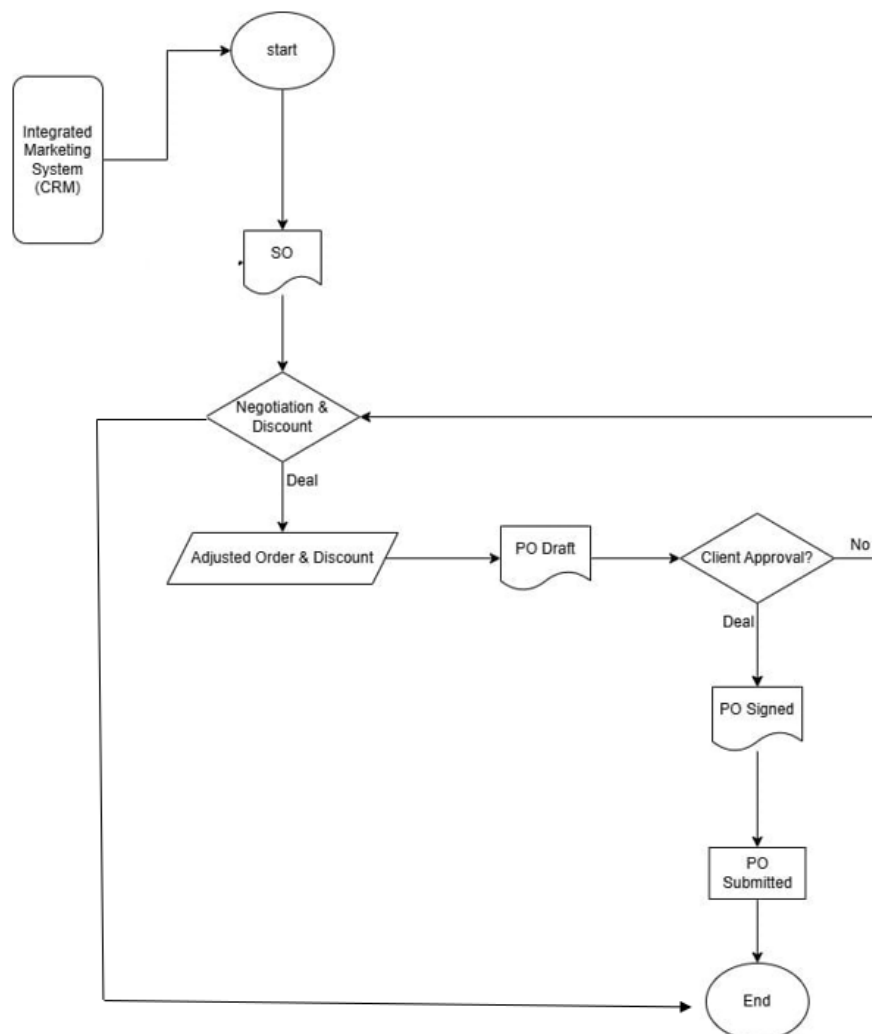 start
Integrated
Marketing
System
(CRM)
SO
Negotiation &
Discount
Deal
Adjusted Order & Discount
PO Draft
Client Approval?
No
Deal
PO Signed
PO
Submitted
End